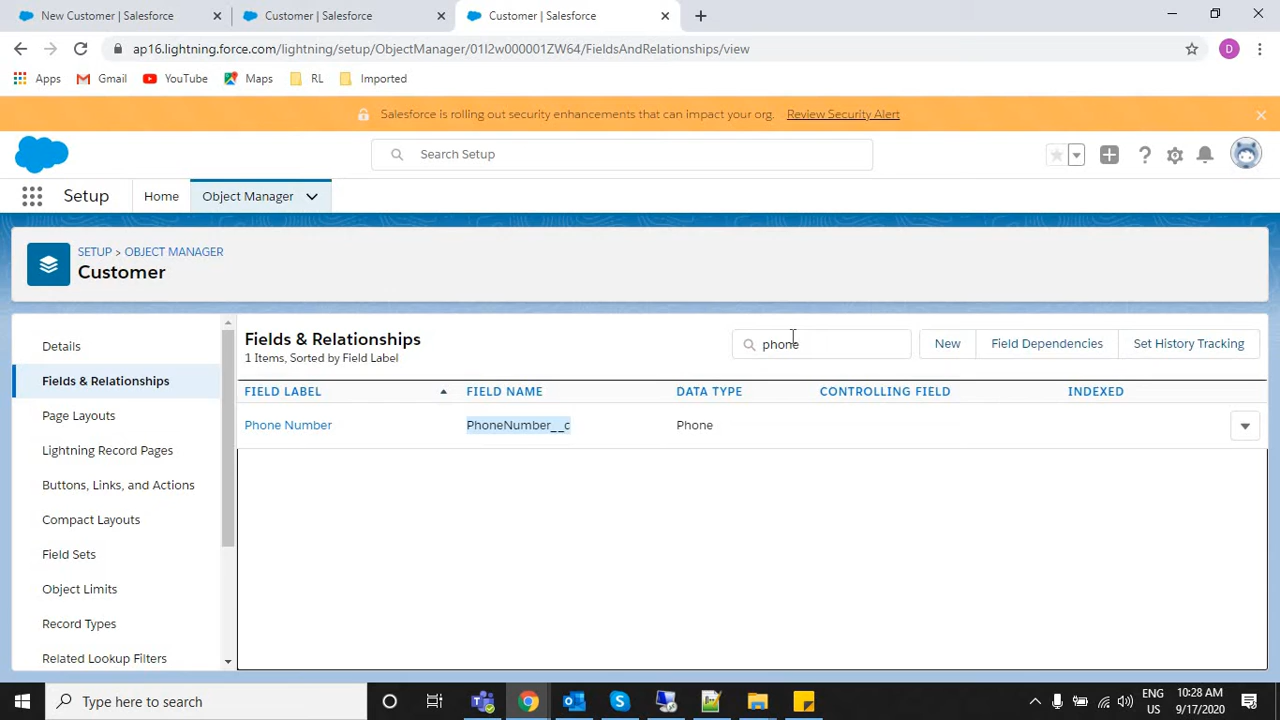 New Customer | Salesforce
Customer | Salesforce
Customer | Salesforce
ap16.lightning.force.com/lightning/setup/ObjectManager/01I2w000001ZW64/FieldsAndRelationships/view
D
Apps
Gmail
YouTube
Maps
RL
Imported
Salesforce is rolling out security enhancements that can impact your org. Review Security Alert
Search Setup
Setup
Home
Object Manager
SETUP > OBJECT MANAGER
Customer
Details
Fields & Relationships
Page Layouts
Lightning Record Pages
Buttons, Links, and Actions
Compact Layouts
Field Sets
Object Limits
Record Types
Related Lookup Filters
Fields & Relationships
1 Items, Sorted by Field Label
phone
New
Field Dependencies
Set History Tracking
FIELD LABEL FIELD NAME DATA TYPE CONTROLLING FIELD INDEXED
Phone Number PhoneNumber__c Phone
Type here to search
ENG
US
10:28 AM
9/17/2020